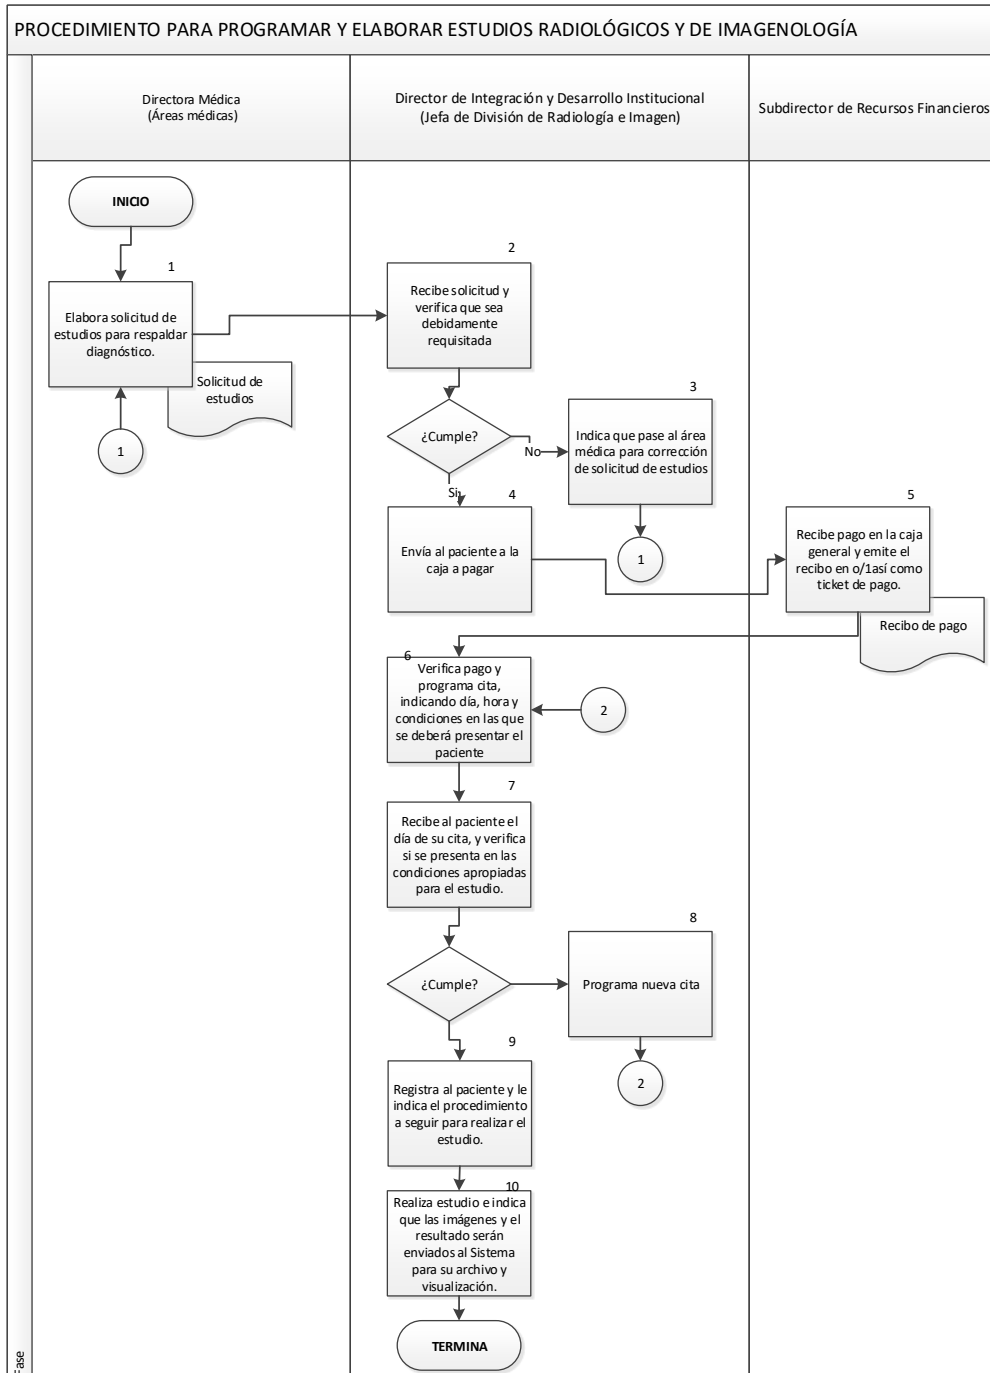 PROCEDIMIENTO PARA PROGRAMAR Y ELABORAR ESTUDIOS RADIOLÓGICOS Y DE IMAGENOLOGÍA
Directora Médica
(Áreas médicas)
Director de Integración y Desarrollo Institucional
(Jefa de División de Radiología e Imagen)
Subdirector de Recursos Financieros
INICIO
1
Elabora solicitud de
estudios para respaldar
diagnóstico.
Solicitud de
estudios
1
2
Recibe solicitud y
verifica que sea
debidamente
requisitada
¿Cumple?
No
Si
3
Indica que pase al área
médica para corrección
de solicitud de estudios
1
4
Envía al paciente a la
caja a pagar
5
Recibe pago en la caja
general y emite el
recibo en o/1así como
ticket de pago.
Recibo de pago
6
Verifica pago y
programa cita,
indicando día, hora y
condiciones en las que
se deberá presentar el
paciente
2
7
Recibe al paciente el
día de su cita, y verifica
si se presenta en las
condiciones apropiadas
para el estudio.
¿Cumple?
8
Programa nueva cita
2
9
Registra al paciente y le
indica el procedimiento
a seguir para realizar el
estudio.
10
Realiza estudio e indica
que las imágenes y el
resultado serán
enviados al Sistema
para su archivo y
visualización.
TERMINA
Fase